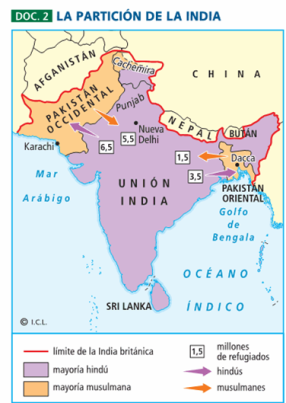 DOC. 2 LA PARTICIÓN DE LA INDIA
AFGANISTÁN
Cachemira
CHINA
PAKISTÁN
OCCIDENTAL
Punjab
NEPAL
BUTÁN
Nueva
Delhi
5,5
6,5
Karachi
1,5
Dacca
3,5
Mar
Arábigo
UNIÓN
INDIA
PAKISTÁN
ORIENTAL
Golfo
de
Bengala
OCÉANO
ÍNDICO
SRI LANKA
© I.C.L.
límite de la India británica
mayoría hindú
mayoría musulmana
1,5 millones
de refugiados
hindús
musulmanes